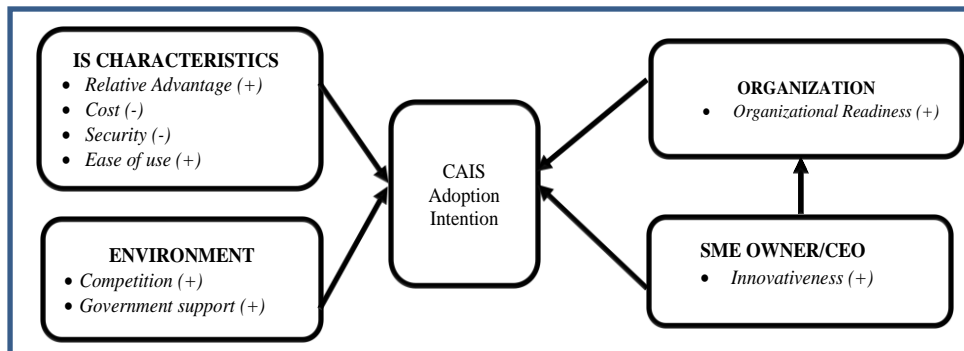 IS CHARACTERISTICS
• Relative Advantage (+)
• Cost (-)
• Security (-)
• Ease of use (+)
ENVIRONMENT
• Competition (+)
• Government support (+)
CAIS
Adoption
Intention
ORGANIZATION
• Organizational Readiness (+)
SME OWNER/CEO
• Innovativeness (+)